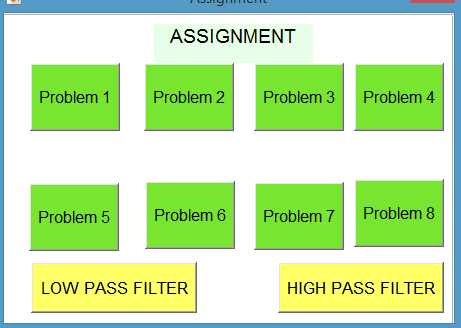 Assignment
ASSIGNMENT
Problem 1
Problem 2
Problem 3
Problem 4
Problem 5
Problem 6
Problem 7
Problem 8
LOW PASS FILTER
HIGH PASS FILTER